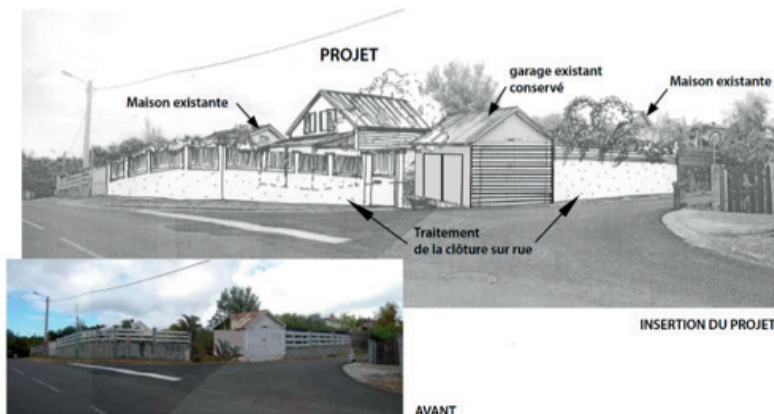 PROJET
garage existant
conservé
Maison existante
Maison existante
Traitement
de la clôture sur rue
INSERTION DU PROJET
AVANT